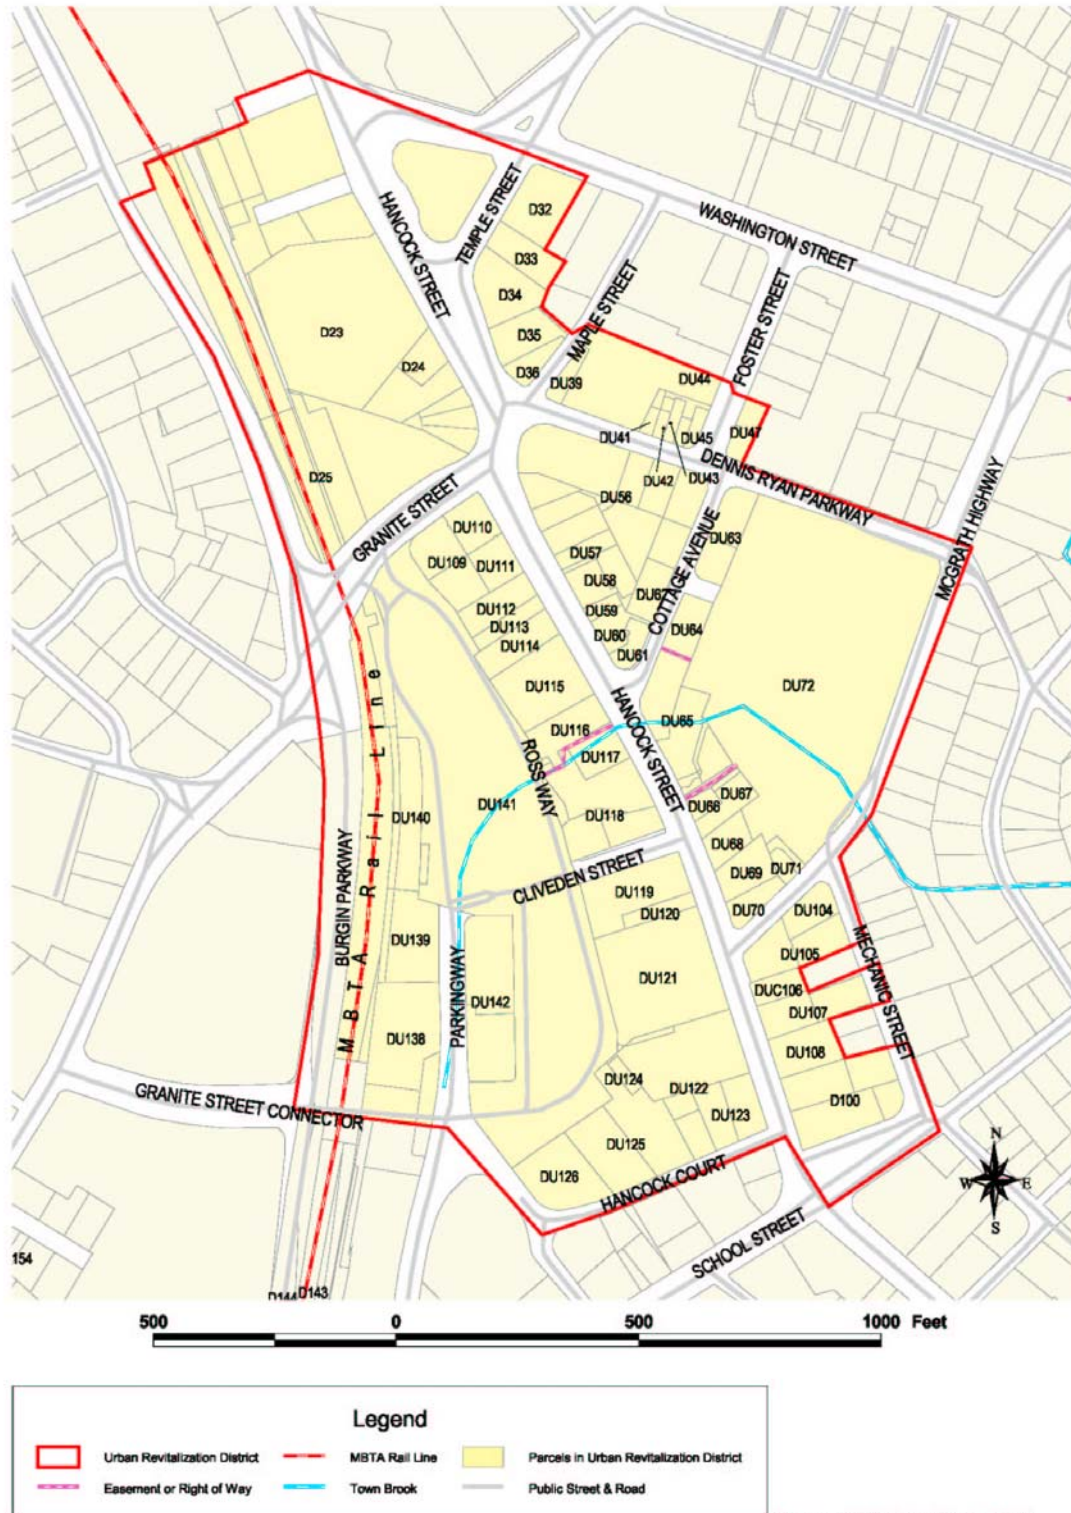 WASHINGTON STREET
HANCOCK STREET
TEMPLE STREET
D32
D33
D34
D35
D36
MAPLE STREET
FOSTER STREET
D23
D24
D25
DU39
DU44
DU41
DU45
DU47
DU42
DU43
DENNIS RYAN PARKWAY
MCGRATH HIGHWAY
GRANITE STREET
DU56
DU63
DU110
DU109
DU111
DU57
DU58
DU59
DU60
DU61
DU62
COTTAGE AVENUE
DU64
DU112
DU113
DU114
DU115
DU72
DU65
HANCOCK STREET
DU116
DU117
ROSS WAY
DU66
DU67
DU118
DU68
DU69
DU71
DU70
DU141
DU140
MBTA Rail Line
BURGIN PARKWAY
CLIVEDEN STREET
DU119
DU120
DU121
DU104
DU105
DUC106
DU107
DU108
D100
MECHANIC STREET
DU139
DU142
DU138
PARKINGWAY
DU124
DU122
DU123
DU125
DU126
GRANITE STREET CONNECTOR
HANCOCK COURT
SCHOOL STREET
N
W E
S
154
D144
D143
500 0 500 1000 Feet
Legend
Urban Revitalization District
MBTA Rail Line
Parcels in Urban Revitalization District
Easement or Right of Way
Town Brook
Public Street & Road